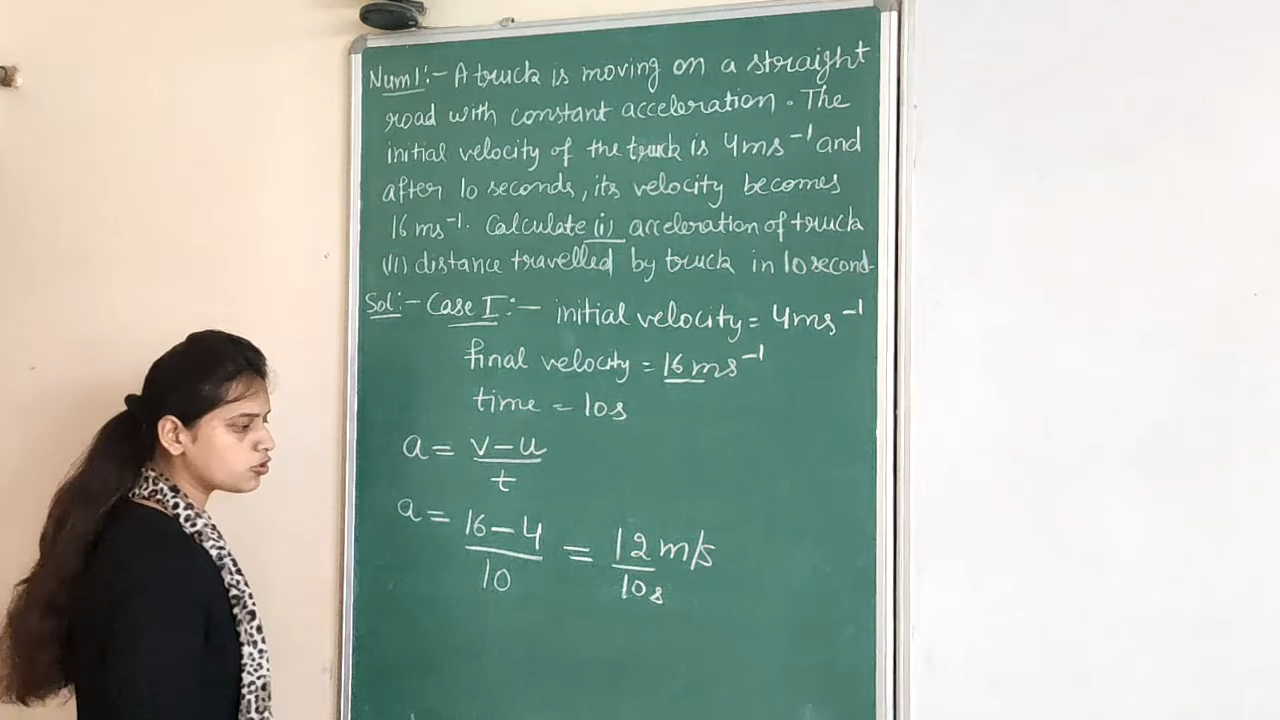 Num1:- A truck is moving on a straight
road with constant acceleration. The
initial velocity of the truck is 4ms⁻¹ and
after 10 seconds, its velocity becomes
16 ms⁻¹. Calculate (i) acceleration of truck
(ii) distance travelled by truck in 10 second.
Sol:- Case I:- initial velocity = 4ms⁻¹
final velocity = 16 ms⁻¹
time = 10s
a = v-u
t
a = 16-4 = 12 m/s
10 10s